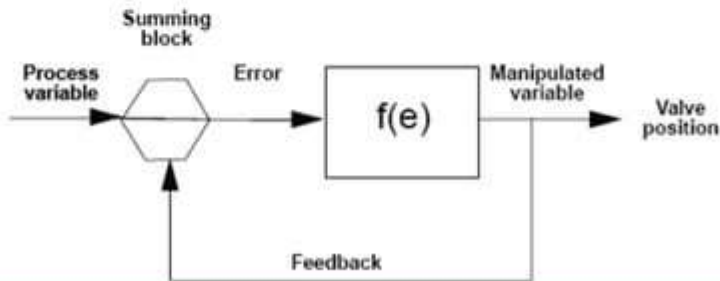 Summing
block
Process
variable
Error
f(e)
Manipulated
variable
Valve
position
Feedback